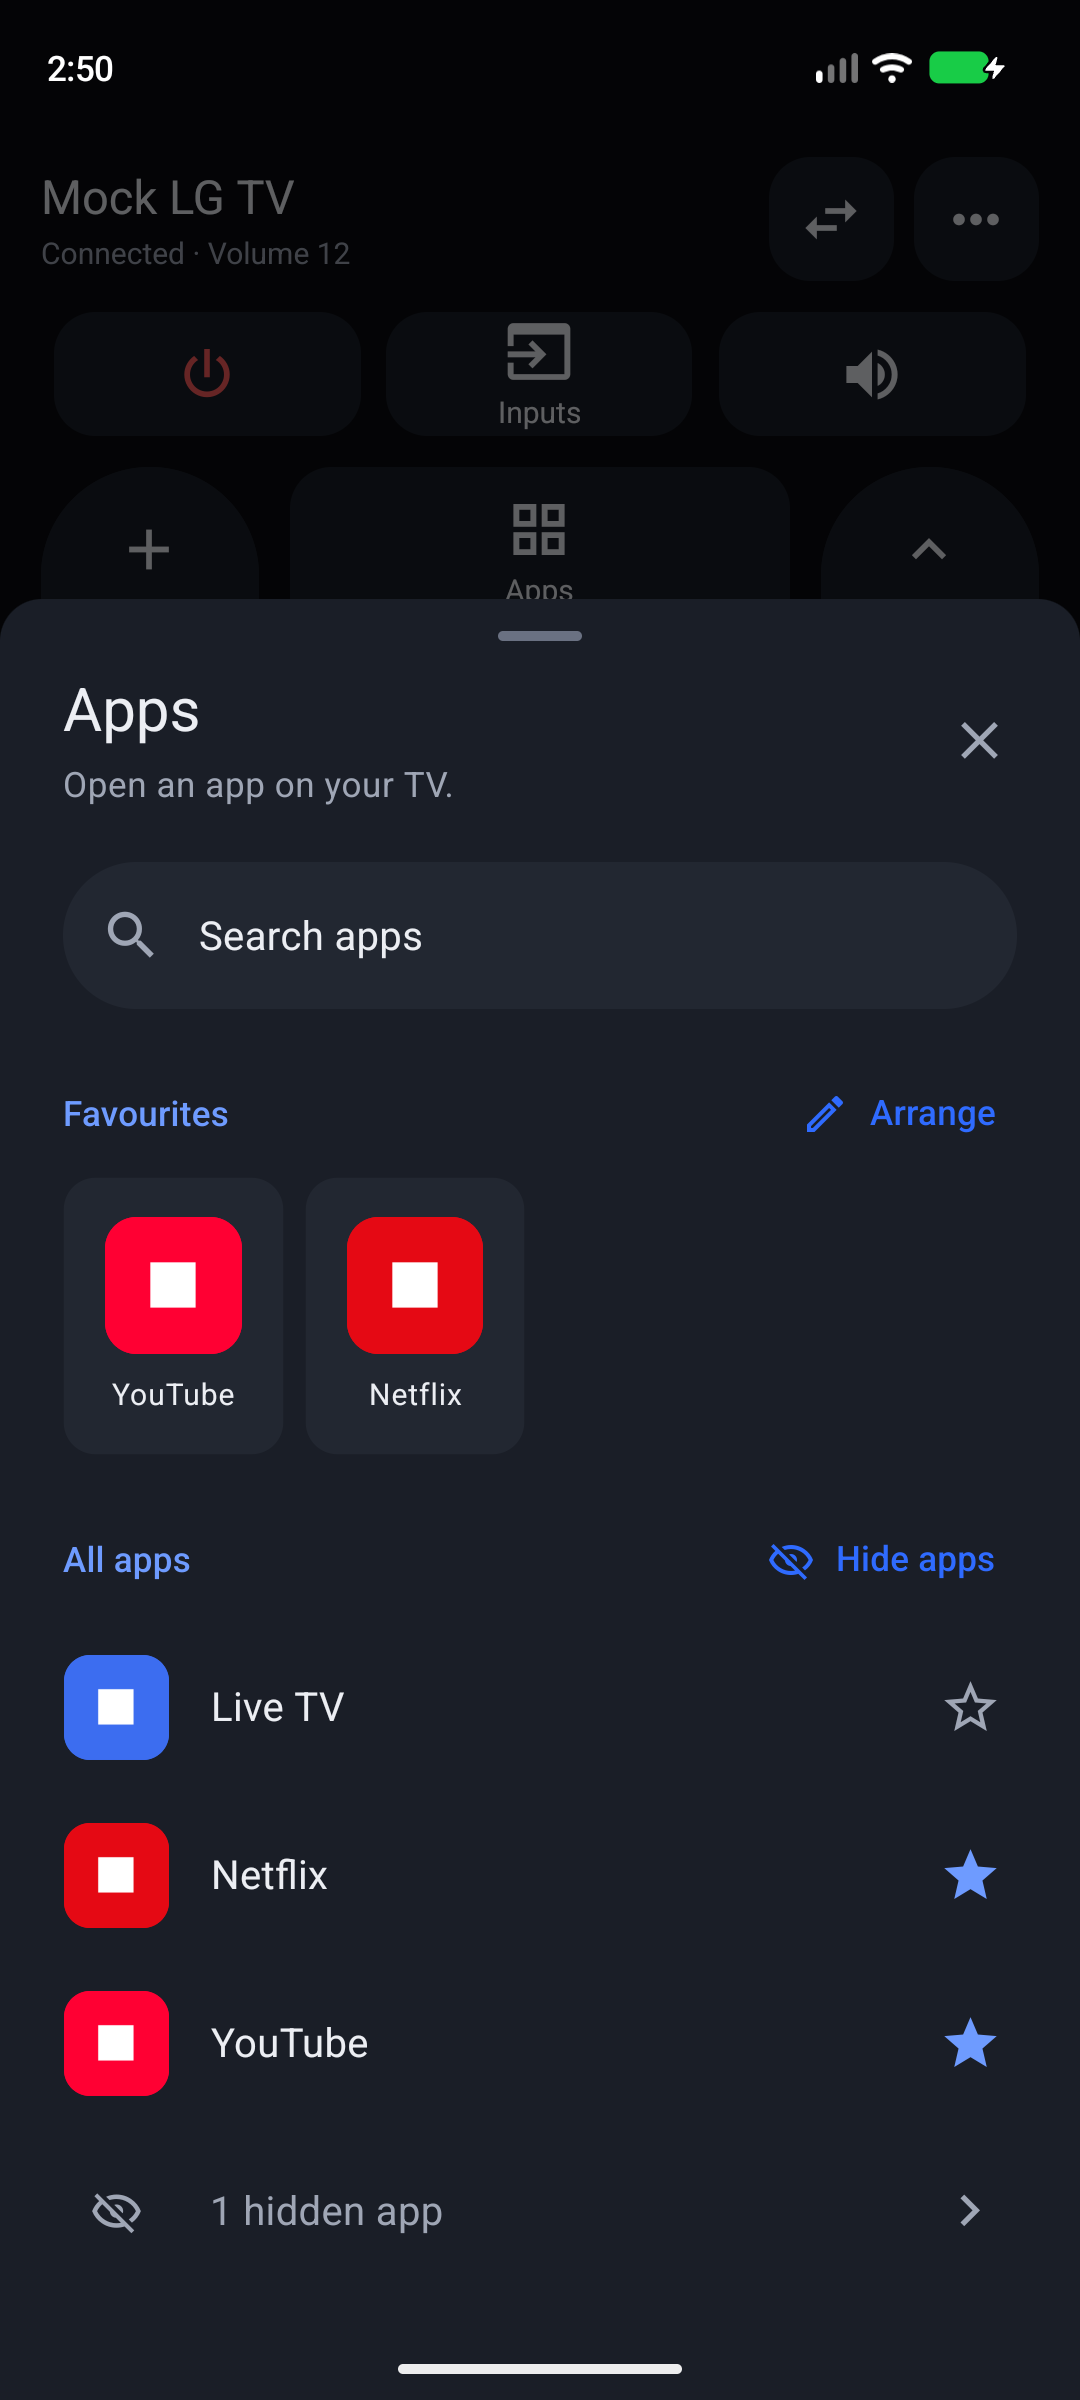 2:50
Mock LG TV
Connected · Volume 12
Inputs
Apps
Apps
Open an app on your TV.
Search apps
Favourites
Arrange
YouTube
Netflix
All apps
Hide apps
Live TV
Netflix
YouTube
1 hidden app